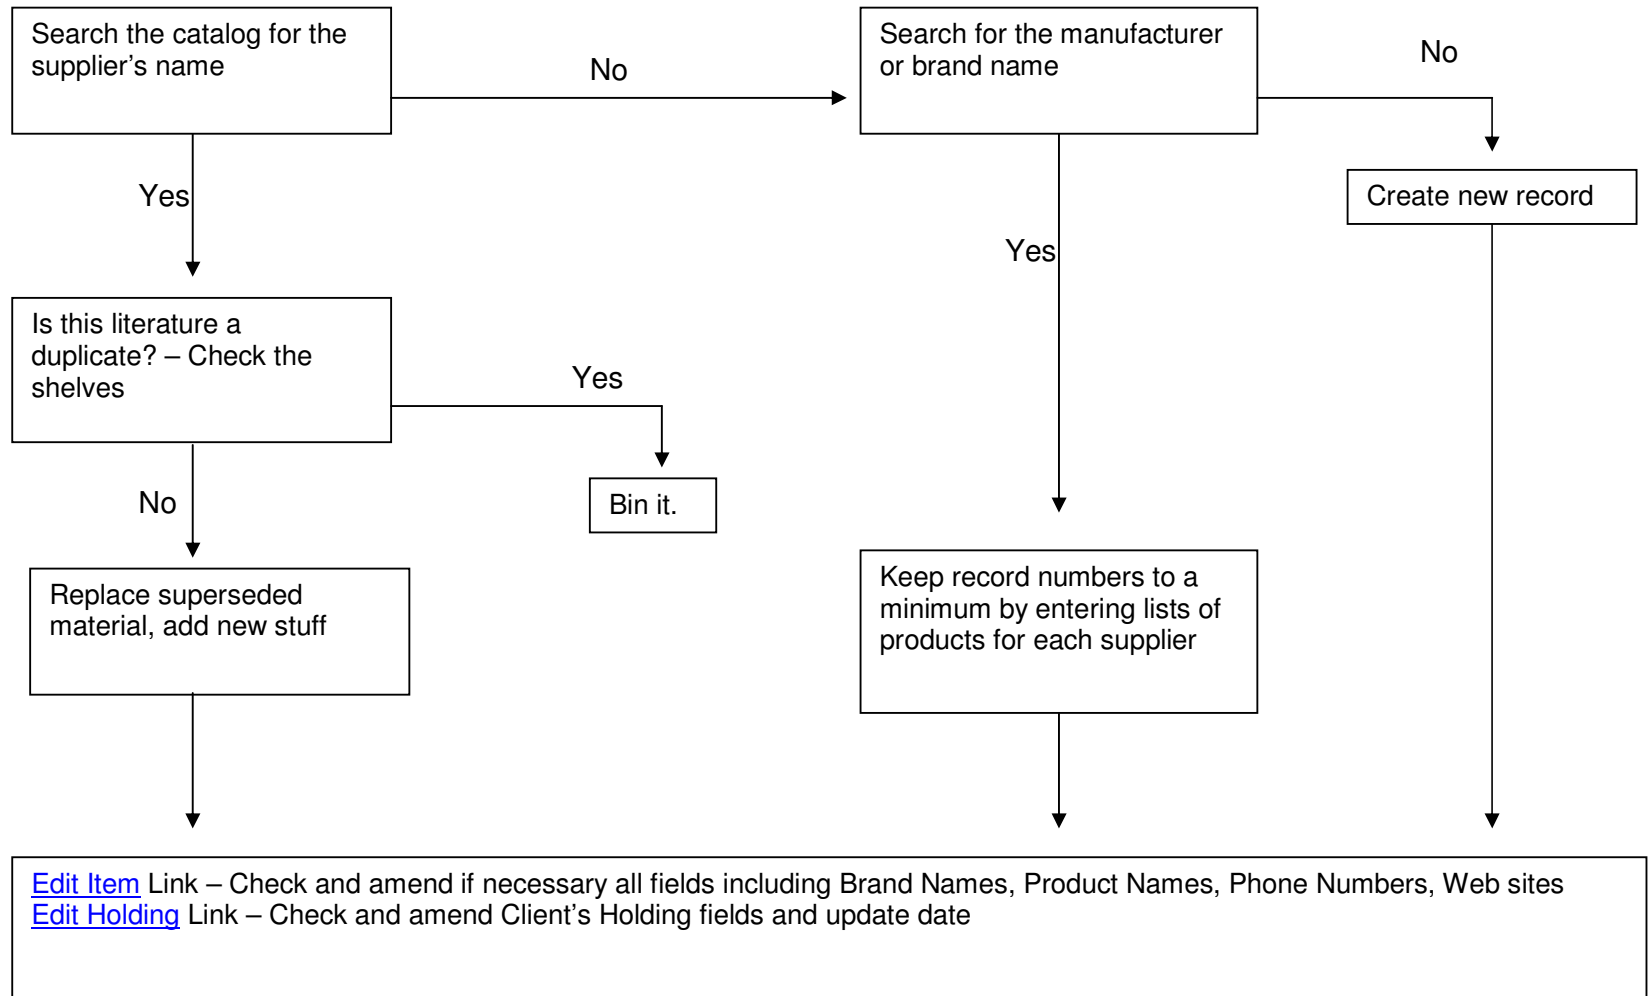 Search the catalog for the
supplier’s name
No
Search for the manufacturer
or brand name
No
Yes
Create new record
Yes
Is this literature a
duplicate? – Check the
shelves
Yes
No
Bin it.
Replace superseded
material, add new stuff
Keep record numbers to a
minimum by entering lists of
products for each supplier
Edit Item Link – Check and amend if necessary all fields including Brand Names, Product Names, Phone Numbers, Web sites
Edit Holding Link – Check and amend Client’s Holding fields and update date